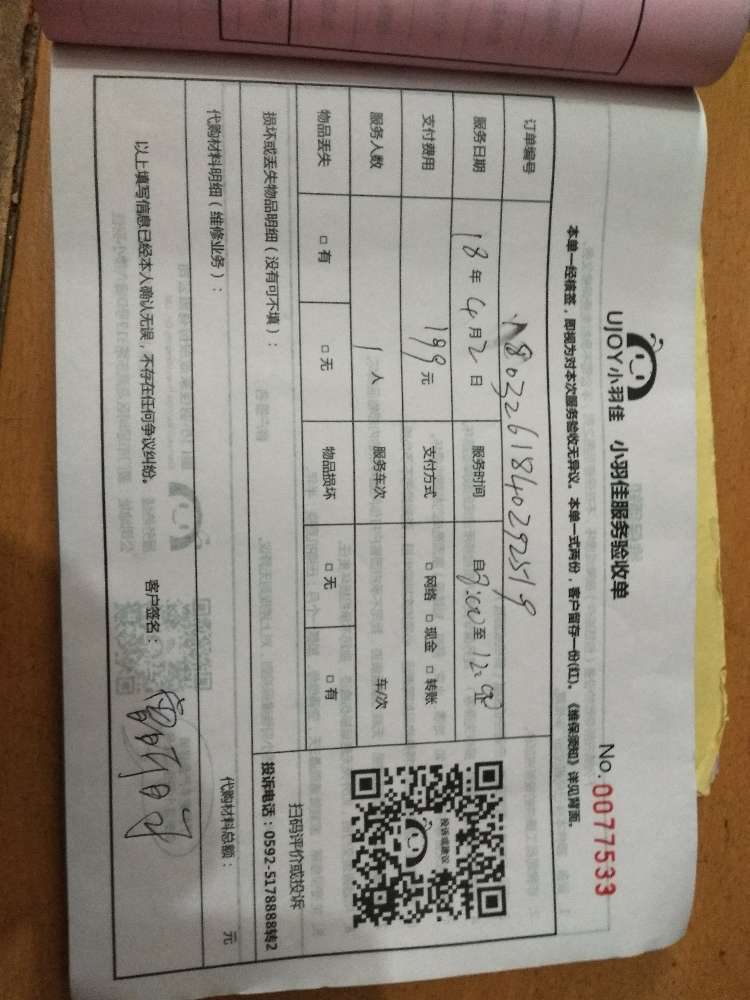 UJOY小羽佳 小羽佳服务验收单
No.0077533
本单一经核签，即视为对本次服务验收无异议。本单一式两份，客户留存一份(红)。《维保须知》详见背面。
订单编号 1803261840292519
服务日期 18年4月2日 服务时间 自9:00至12:00止
支付费用 199元 支付方式 □网络 □现金 □转账
服务人数 1人 服务车次 车/次
物品丢失 □有 □无 物品损坏 □无 □有
投诉或建议
扫码评价或投诉
投诉电话：0592-5178888转2
损坏或丢失物品明细（没有可不填）：
代购材料明细（维修业务）： 代购材料总额： 元
以上填写信息已经本人确认无误，不存在任何争议纠纷。 客户签名：